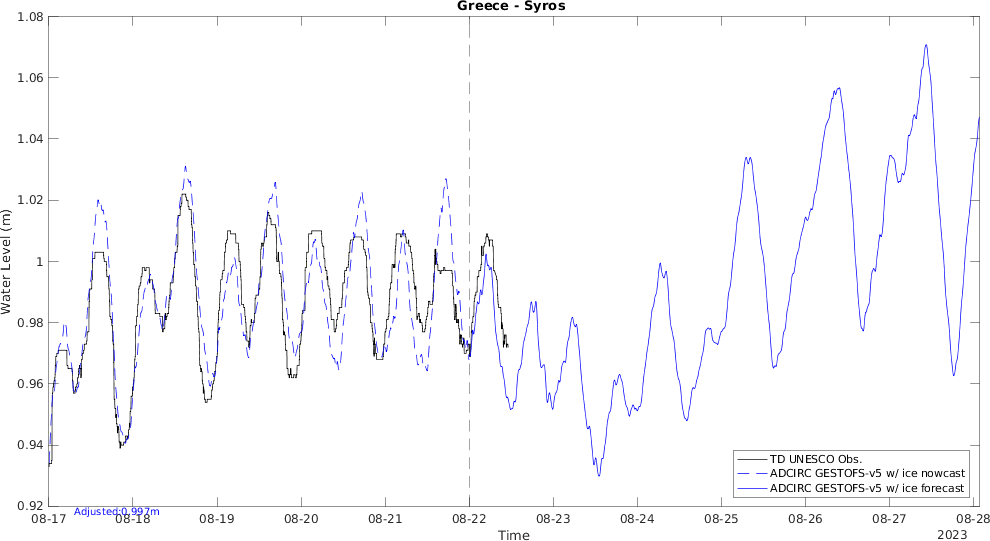 Greece - Syros
1.08
1.06
1.04
1.02
1
0.98
0.96
0.94
0.92
Water Level (m)
TD UNESCO Obs.
ADCIRC GESTOFS-v5 w/ ice nowcast
ADCIRC GESTOFS-v5 w/ ice forecast
Adjusted:0.997m
08-17 08-18 08-19 08-20 08-21 08-22 08-23 08-24 08-25 08-26 08-27 08-28
Time
2023